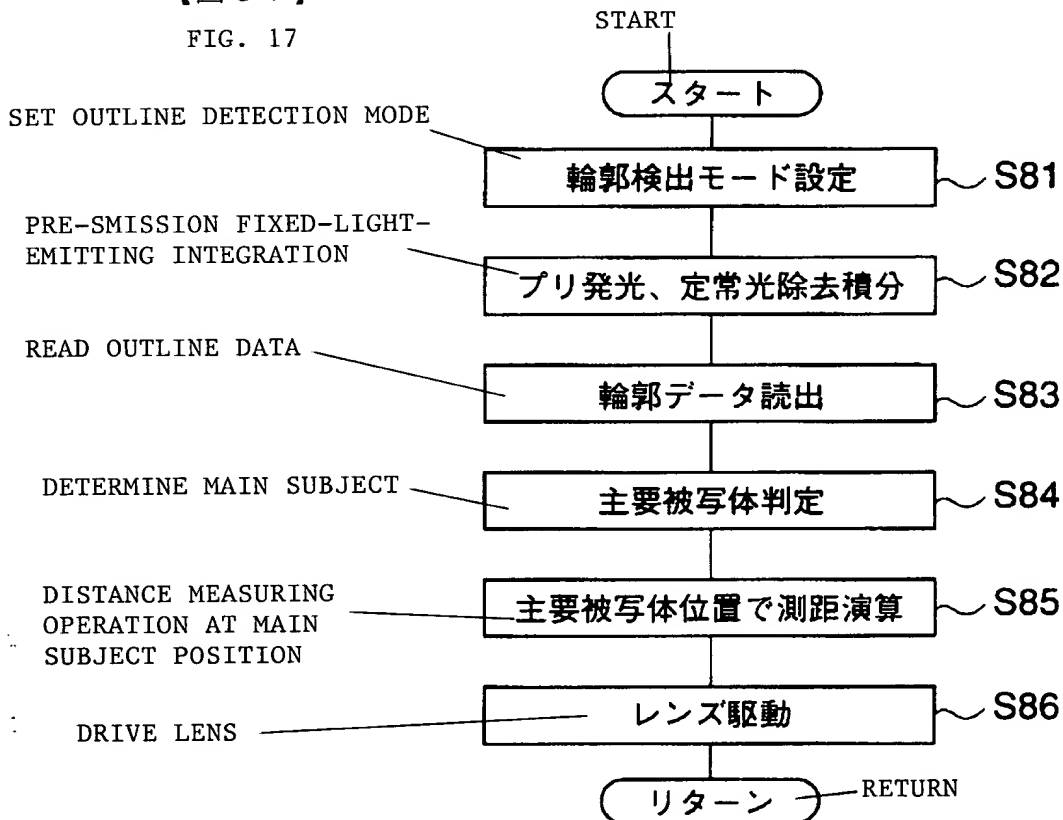 FIG. 17
START
スタート
SET OUTLINE DETECTION MODE
輪郭検出モード設定
S81
PRE-SMISSION FIXED-LIGHT-
EMITTING INTEGRATION
プリ発光、定常光除去積分
S82
READ OUTLINE DATA
輪郭データ読出
S83
DETERMINE MAIN SUBJECT
主要被写体判定
S84
DISTANCE MEASURING
OPERATION AT MAIN
SUBJECT POSITION
主要被写体位置で測距演算
S85
DRIVE LENS
レンズ駆動
S86
リターン
RETURN